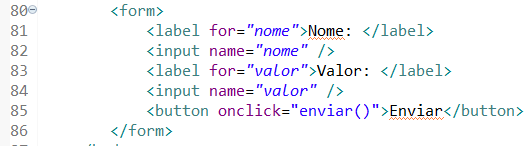 80 <form>
81 <label for="nome">Nome: </label>
82 <input name="nome" />
83 <label for="valor">Valor: </label>
84 <input name="valor" />
85 <button onclick="enviar()">Enviar</button>
86 </form>